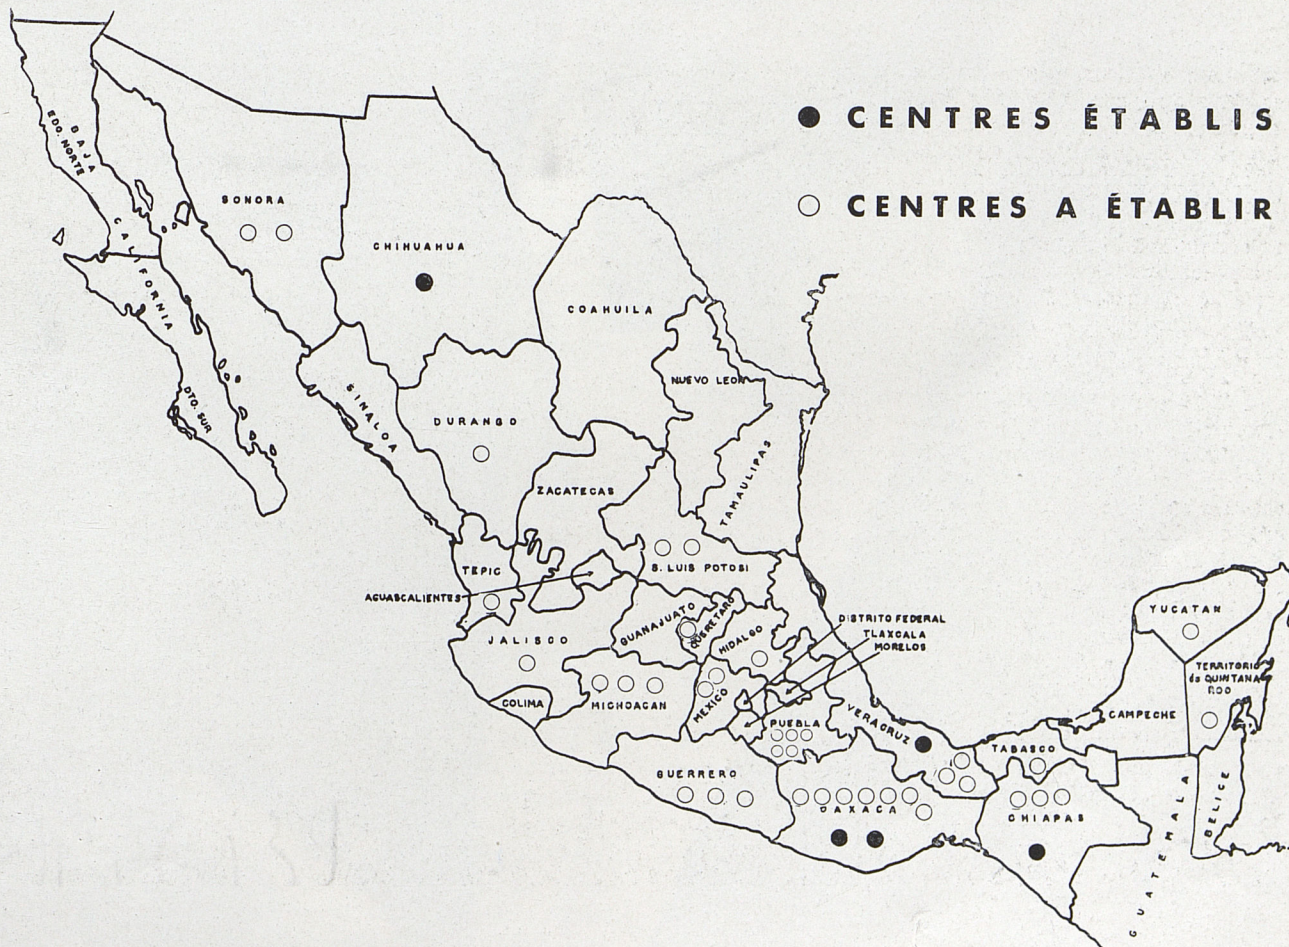 CENTRES ÉTABLIS
CENTRES A ÉTABLIR
BAJA
EDO. NORTE
CALIFORNIA
DTO. SUR
SONORA
CHIHUAHUA
COAHUILA
NUEVO LEON
SINALOA
DURANGO
TAMAULIPAS
ZACATECAS
S. LUIS POTOSI
TEPIC
AGUASCALIENTES
JALISCO
GUANAJUATO
QUERETARO
HIDALGO
DISTRITO FEDERAL
TLAXCALA
MORELOS
COLIMA
MICHOACAN
MEXICO
PUEBLA
VERACRUZ
GUERRERO
OAXACA
TABASCO
CHIAPAS
CAMPECHE
YUCATAN
TERRITORIO
de QUINTANA
ROO
GUATEMALA
BELICE